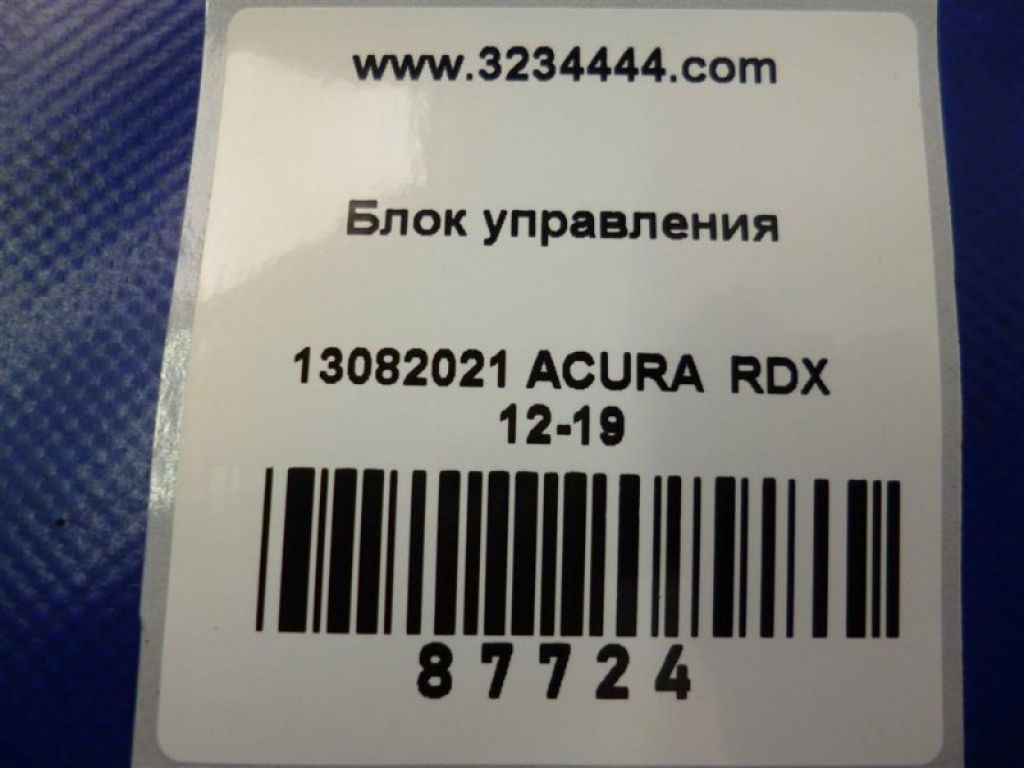 www.3234444.com
Блок управления
13082021 ACURA RDX
12-19
87724